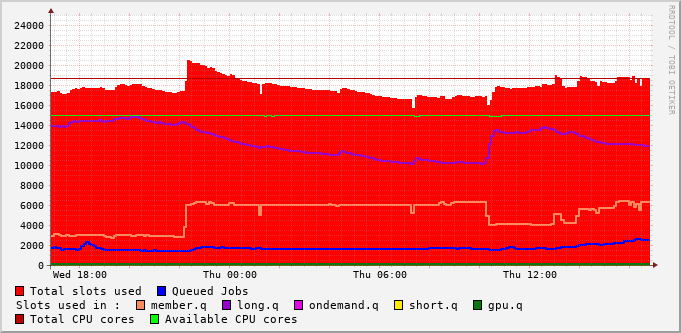 24000
22000
20000
18000
16000
14000
12000
10000
8000
6000
4000
2000
0
Wed 18:00 Thu 00:00 Thu 06:00 Thu 12:00
RRDTOOL / TOBI OETIKER
Total slots used Queued Jobs
Slots used in : member.q long.q ondemand.q short.q gpu.q
Total CPU cores Available CPU cores